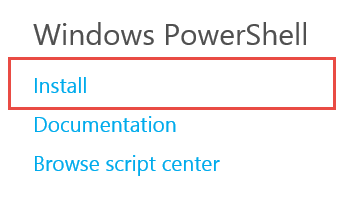 Windows PowerShell
Install
Documentation
Browse script center